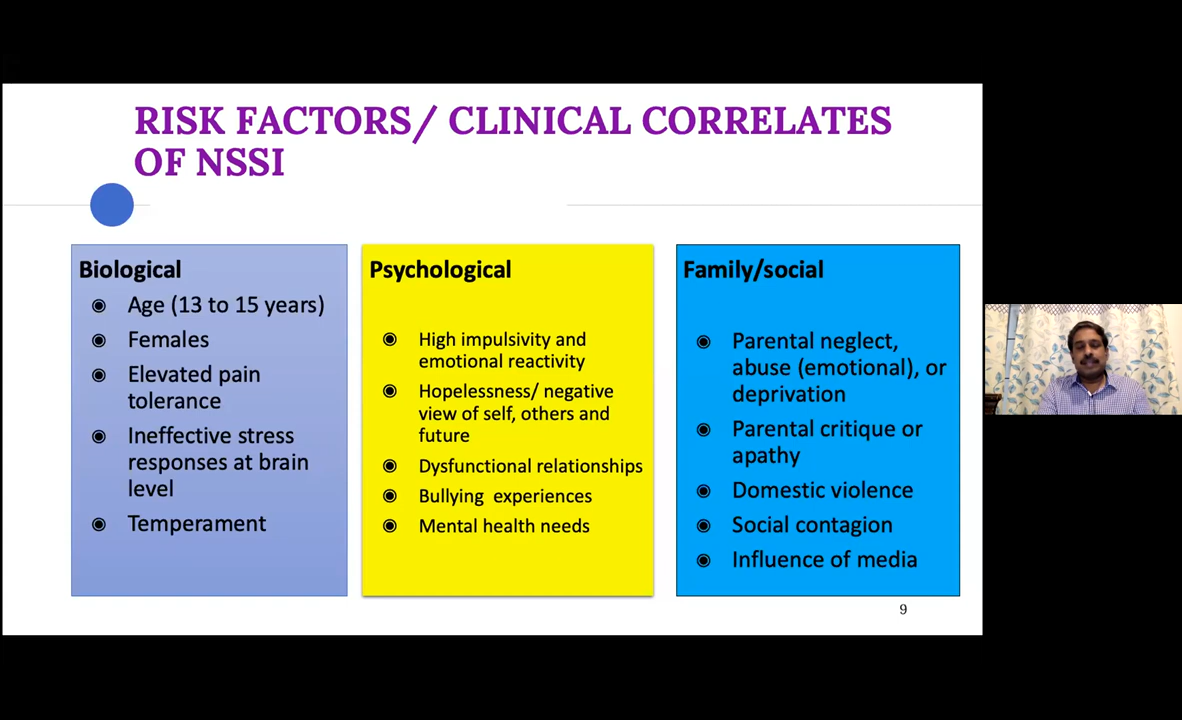 RISK FACTORS/ CLINICAL CORRELATES
OF NSSI
Biological
◉ Age (13 to 15 years)
◉ Females
◉ Elevated pain
tolerance
◉ Ineffective stress
responses at brain
level
◉ Temperament
Psychological
◉ High impulsivity and
emotional reactivity
◉ Hopelessness/ negative
view of self, others and
future
◉ Dysfunctional relationships
◉ Bullying experiences
◉ Mental health needs
Family/social
◉ Parental neglect,
abuse (emotional), or
deprivation
◉ Parental critique or
apathy
◉ Domestic violence
◉ Social contagion
◉ Influence of media
9